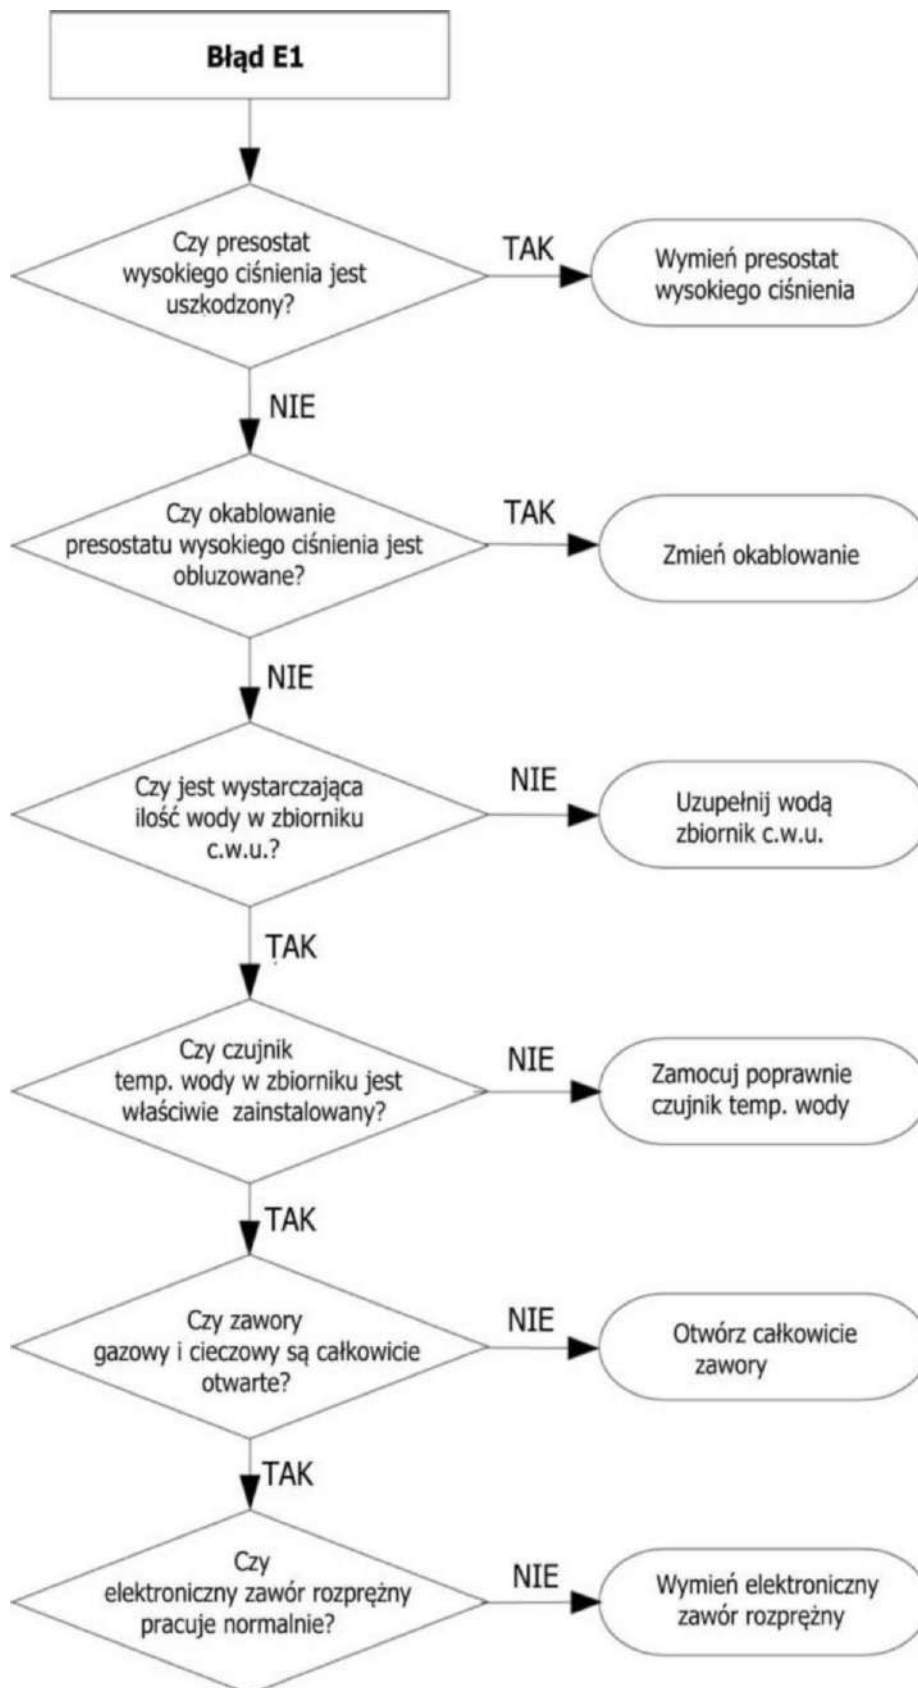 Błąd E1
Czy presostat
wysokiego ciśnienia jest
uszkodzony?
TAK
Wymień presostat
wysokiego ciśnienia
NIE
Czy okablowanie
presostatu wysokiego ciśnienia jest
obluzowane?
TAK
Zmień okablowanie
NIE
Czy jest wystarczająca
ilość wody w zbiorniku
c.w.u.?
NIE
Uzupełnij wodą
zbiornik c.w.u.
TAK
Czy czujnik
temp. wody w zbiorniku jest
właściwie zainstalowany?
NIE
Zamocuj poprawnie
czujnik temp. wody
TAK
Czy zawory
gazowy i cieczowy są całkowicie
otwarte?
NIE
Otwórz całkowicie
zawory
TAK
Czy
elektroniczny zawór rozprężny
pracuje normalnie?
NIE
Wymień elektroniczny
zawór rozprężny